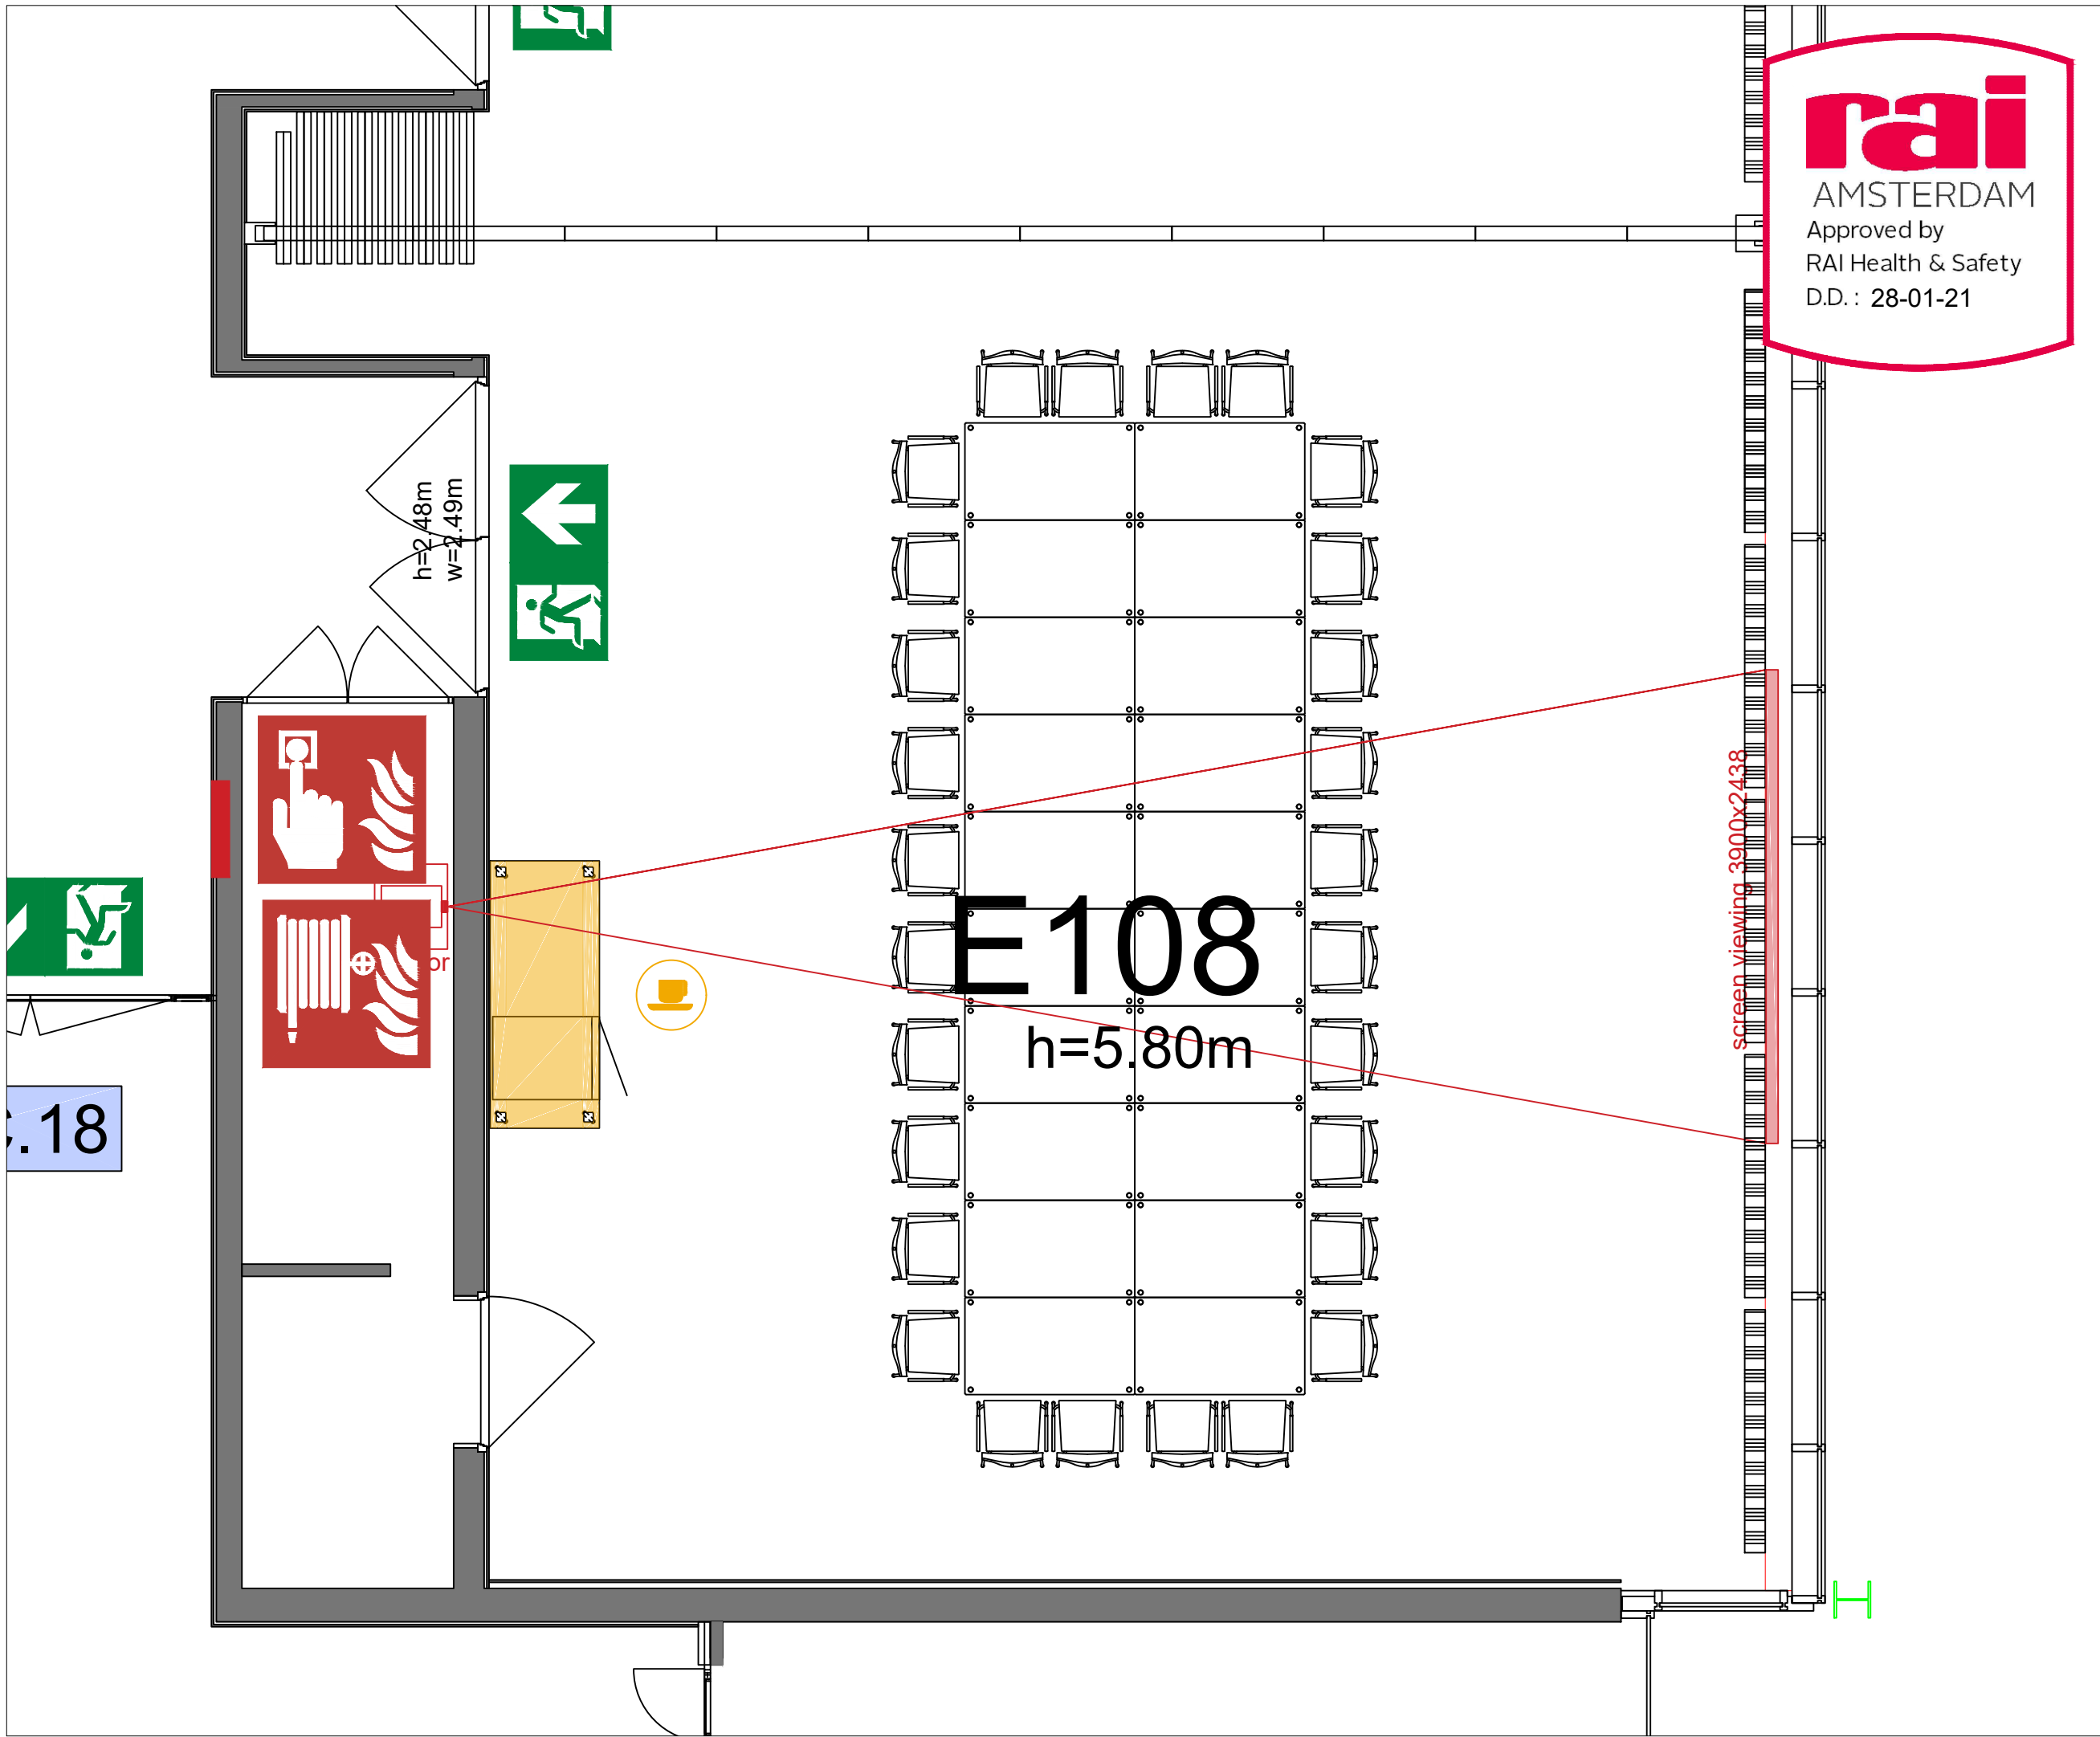 rai
AMSTERDAM
Approved by
RAI Health & Safety
D.D. : 28-01-21
h=2.48m
w=2.49m
screen viewing 3900x2438
E108
h=5.80m
or
.18